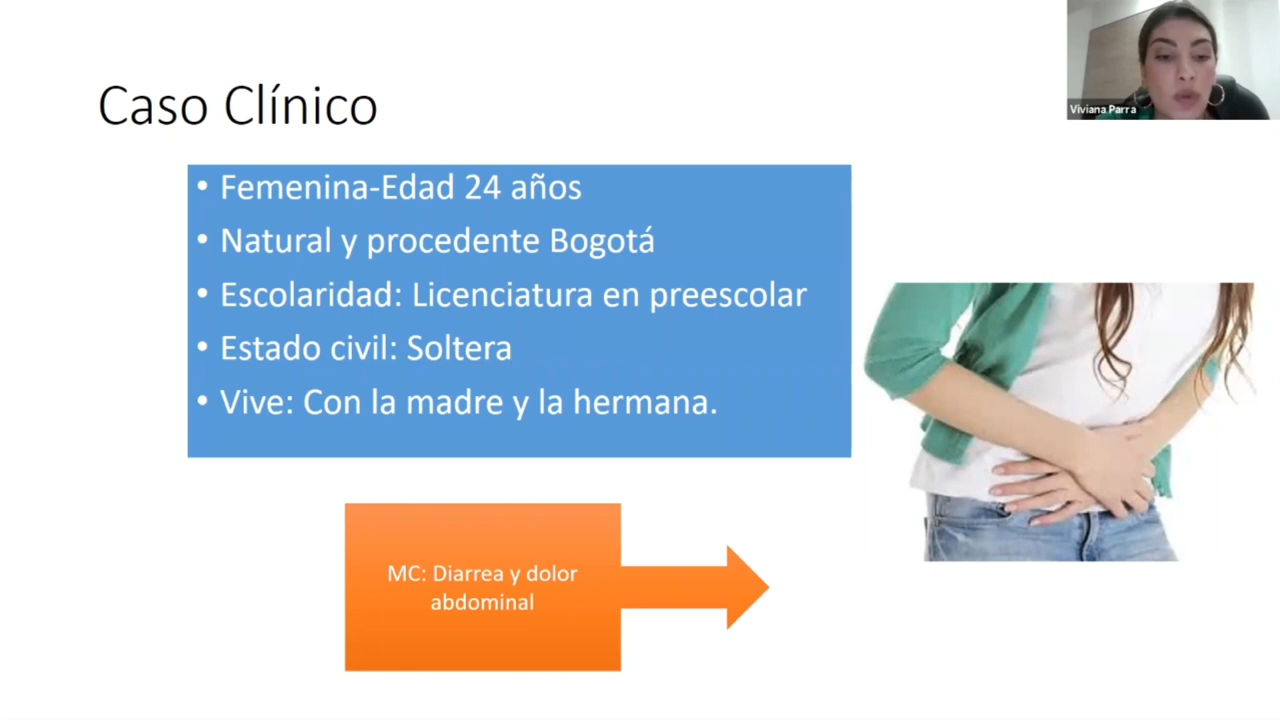 Caso Clínico
Viviana Parra
• Femenina-Edad 24 años
• Natural y procedente Bogotá
• Escolaridad: Licenciatura en preescolar
• Estado civil: Soltera
• Vive: Con la madre y la hermana.
MC: Diarrea y dolor
abdominal